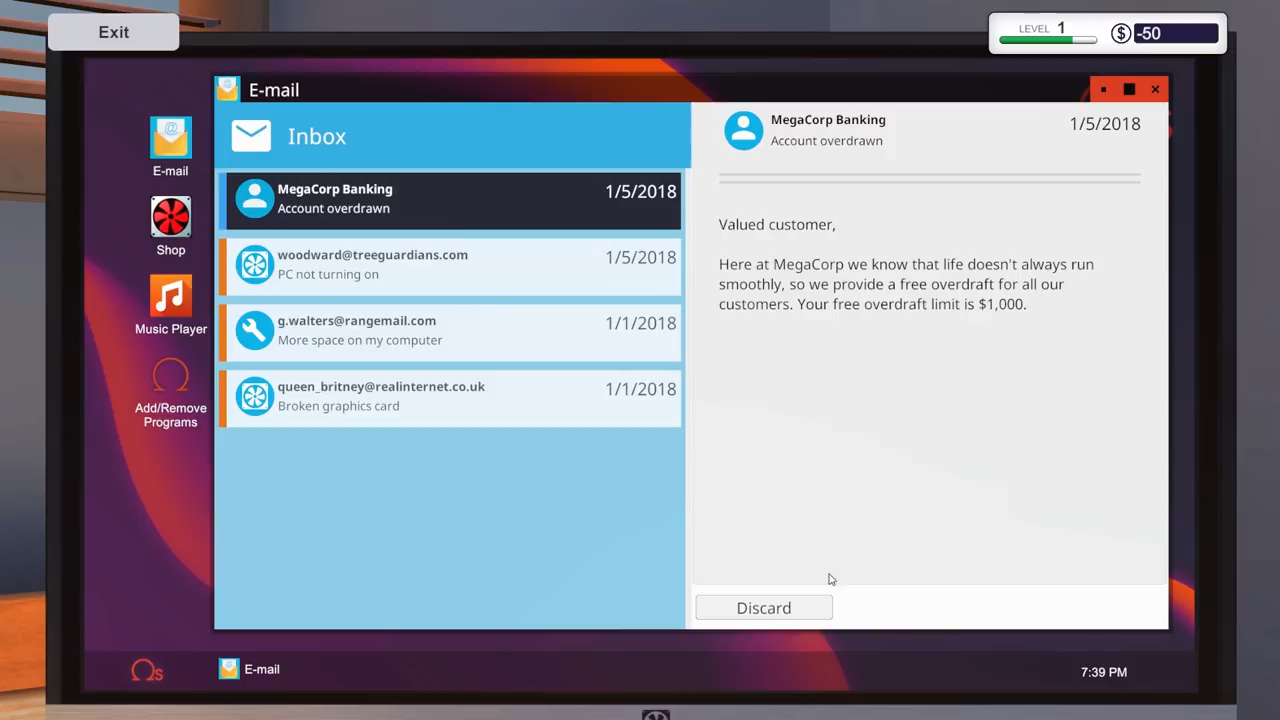 Exit
LEVEL 1
$ -50
E-mail
Inbox
MegaCorp Banking
Account overdrawn
1/5/2018
woodward@treeguardians.com
PC not turning on
1/5/2018
g.walters@rangemail.com
More space on my computer
1/1/2018
queen_britney@realinternet.co.uk
Broken graphics card
1/1/2018
MegaCorp Banking
Account overdrawn
1/5/2018
Valued customer,
Here at MegaCorp we know that life doesn't always run
smoothly, so we provide a free overdraft for all our
customers. Your free overdraft limit is $1,000.
Discard
E-mail
Shop
Music Player
Add/Remove
Programs
Ωs
E-mail
7:39 PM